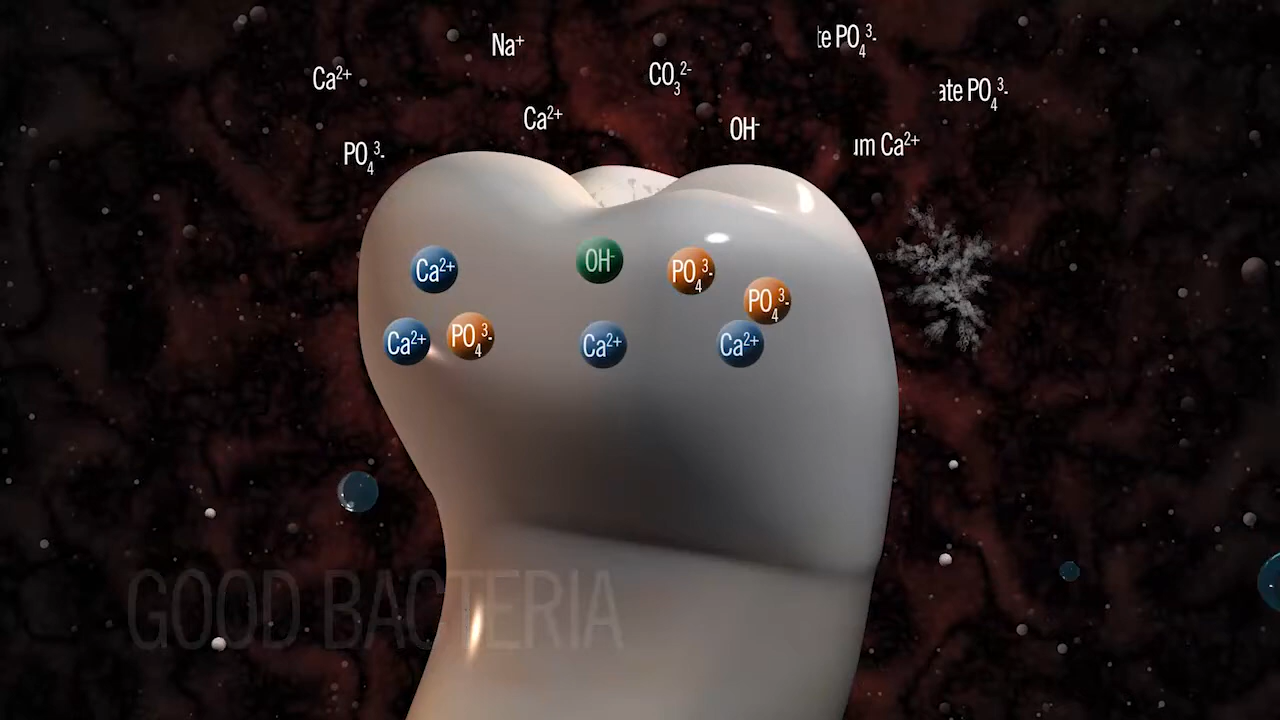 te PO₄³⁻
Na⁺
Ca²⁺
CO₃²⁻
ate PO₄³⁻
Ca²⁺
OH⁻
um Ca²⁺
PO₄³⁻
OH⁻
Ca²⁺
PO₄³⁻
PO₄³⁻
Ca²⁺
PO₄³⁻
Ca²⁺
Ca²⁺
GOOD BACTERIA